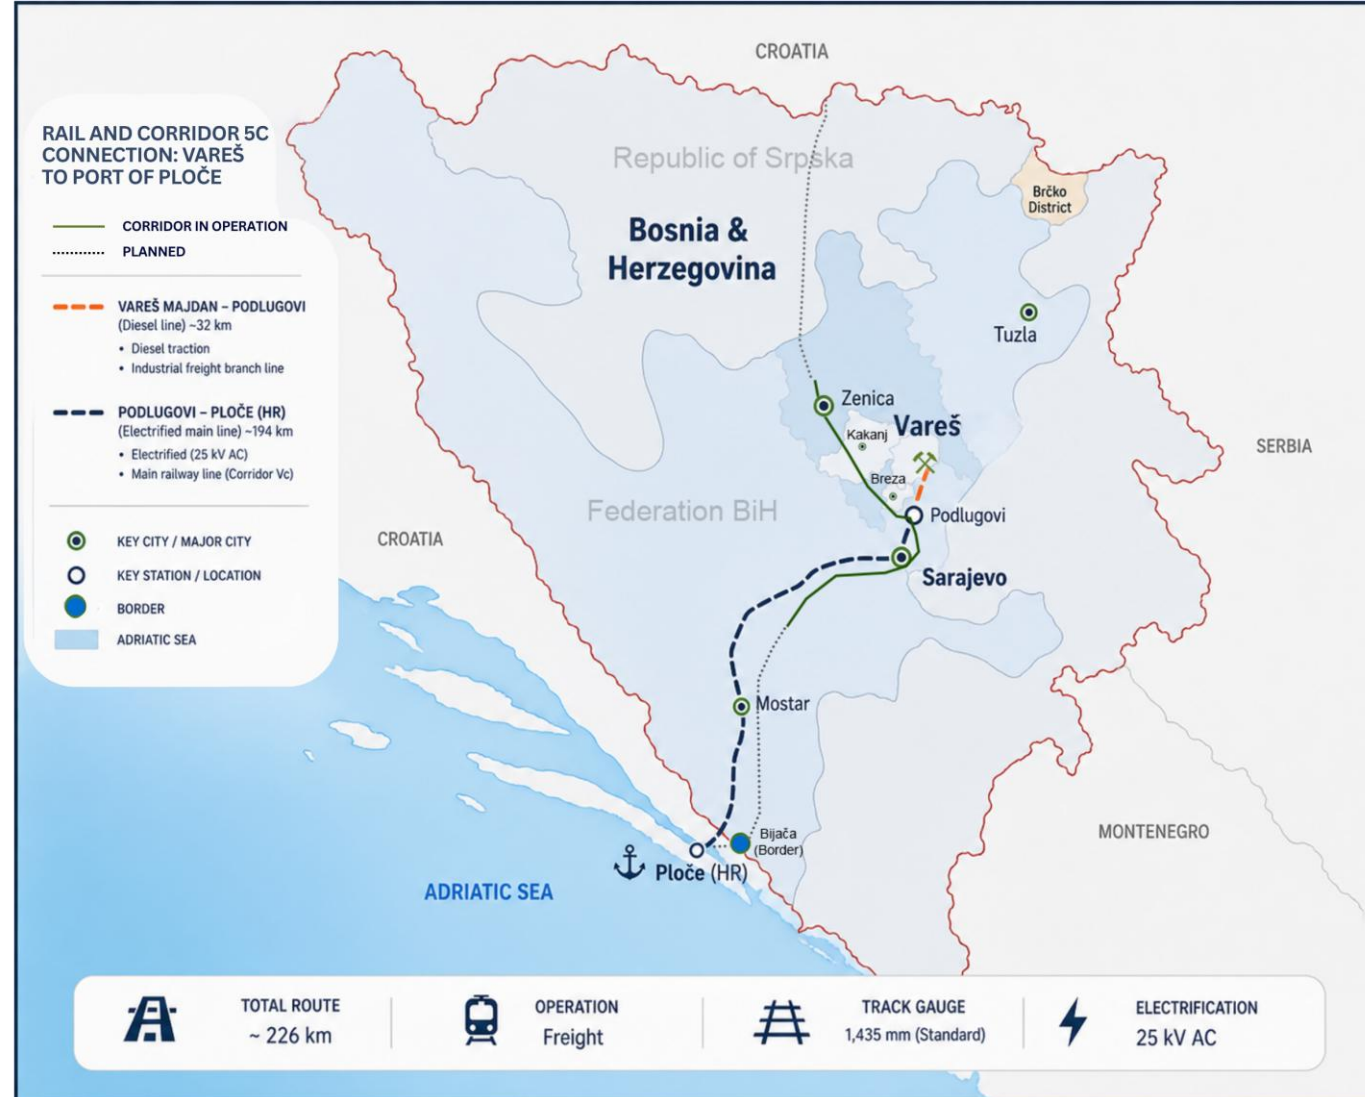 CROATIA
RAIL AND CORRIDOR 5C
CONNECTION: VAREŠ
TO PORT OF PLOČE
CORRIDOR IN OPERATION
PLANNED
VAREŠ MAJDAN – PODLUGOVI
(Diesel line) ~32 km
• Diesel traction
• Industrial freight branch line
PODLUGOVI – PLOČE (HR)
(Electrified main line) ~194 km
• Electrified (25 kV AC)
• Main railway line (Corridor Vc)
KEY CITY / MAJOR CITY
KEY STATION / LOCATION
BORDER
ADRIATIC SEA
Republic of Srpska
Brčko
District
Bosnia &
Herzegovina
Tuzla
Zenica
Vareš
Kakanj
SERBIA
Breza
Federation BiH
Podlugovi
CROATIA
Sarajevo
Mostar
MONTENEGRO
Bijača
(Border)
Ploče (HR)
ADRIATIC SEA
TOTAL ROUTE
~ 226 km
OPERATION
Freight
TRACK GAUGE
1,435 mm (Standard)
ELECTRIFICATION
25 kV AC